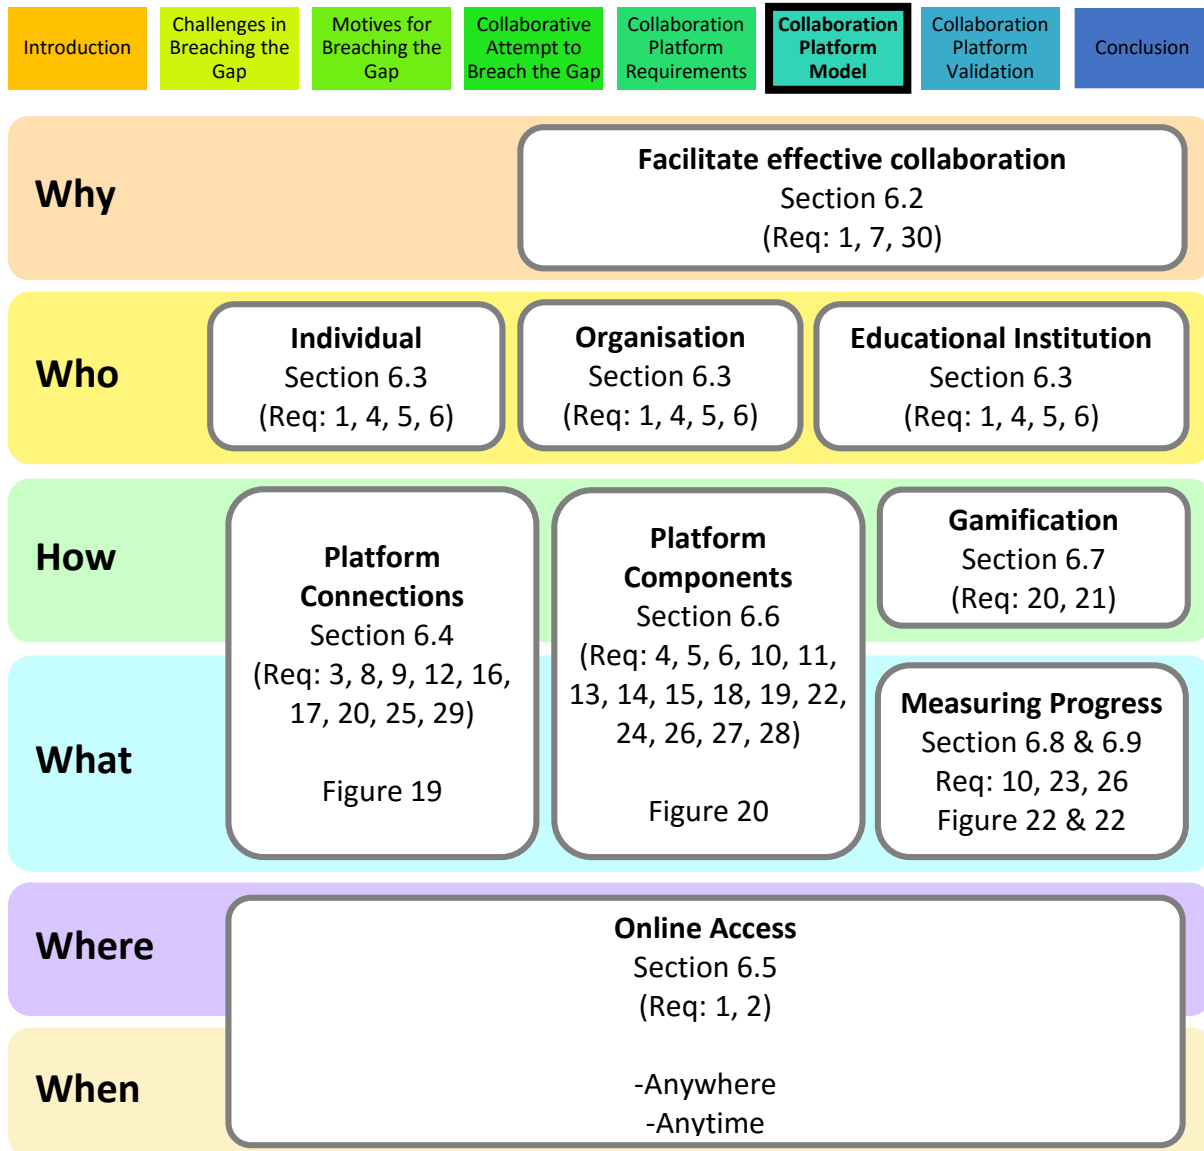 Introduction
Challenges in
Breaching the
Gap
Motives for
Breaching the
Gap
Collaborative
Attempt to
Breach the Gap
Collaboration
Platform
Requirements
Collaboration
Platform
Model
Collaboration
Platform
Validation
Conclusion
Why
Facilitate effective collaboration
Section 6.2
(Req: 1, 7, 30)
Who
Individual
Section 6.3
(Req: 1, 4, 5, 6)
Organisation
Section 6.3
(Req: 1, 4, 5, 6)
Educational Institution
Section 6.3
(Req: 1, 4, 5, 6)
How
What
Platform
Connections
Section 6.4
(Req: 3, 8, 9, 12, 16,
17, 20, 25, 29)
Figure 19
Platform
Components
Section 6.6
(Req: 4, 5, 6, 10, 11,
13, 14, 15, 18, 19, 22,
24, 26, 27, 28)
Figure 20
Gamification
Section 6.7
(Req: 20, 21)
Measuring Progress
Section 6.8 & 6.9
Req: 10, 23, 26
Figure 22 & 22
Where
When
Online Access
Section 6.5
(Req: 1, 2)
-Anywhere
-Anytime